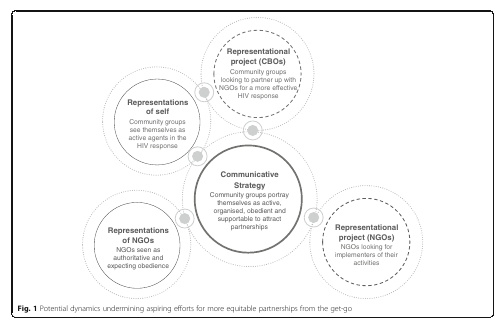 Representational
project (CBOs)
Community groups
looking to partner up with
NGOs for a more effective
HIV response
Representations
of self
Community groups
see themselves as
active agents in the
HIV response
Communicative
Strategy
Community groups portray
themselves as active,
organised, obedient and
supportable to attract
partnerships
Representations
of NGOs
NGOs seen as
authoritative and
expecting obedience
Representational
project (NGOs)
NGOs looking for
implementers of their
activities
Fig. 1 Potential dynamics undermining aspiring efforts for more equitable partnerships from the get-go